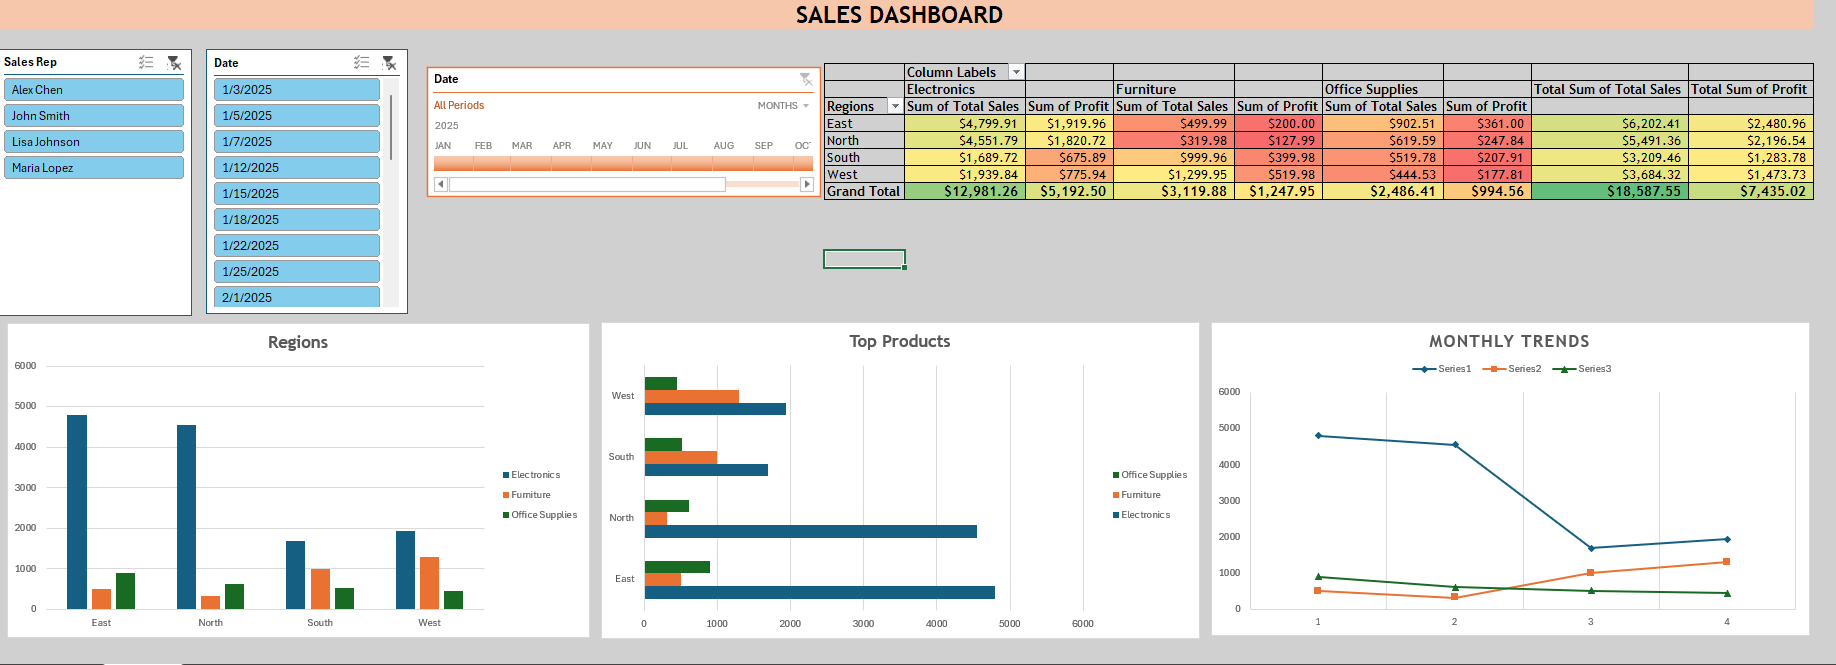 SALES DASHBOARD
Sales Rep
Alex Chen
John Smith
Lisa Johnson
Maria Lopez
Date
1/3/2025
1/5/2025
1/7/2025
1/12/2025
1/15/2025
1/18/2025
1/22/2025
1/25/2025
2/1/2025
Date
All Periods MONTHS
2025
JAN FEB MAR APR MAY JUN JUL AUG SEP OC
Column Labels
Electronics Furniture Office Supplies Total Sum of Total Sales Total Sum of Profit
Regions Sum of Total Sales Sum of Profit Sum of Total Sales Sum of Profit Sum of Total Sales Sum of Profit
East $4,799.91 $1,919.96 $499.99 $200.00 $902.51 $361.00 $6,202.41 $2,480.96
North $4,551.79 $1,820.72 $319.98 $127.99 $619.59 $247.84 $5,491.36 $2,196.54
South $1,689.72 $675.89 $999.96 $399.98 $519.78 $207.91 $3,209.46 $1,283.78
West $1,939.84 $775.94 $1,299.95 $519.98 $444.53 $177.81 $3,684.32 $1,473.73
Grand Total $12,981.26 $5,192.50 $3,119.88 $1,247.95 $2,486.41 $994.56 $18,587.55 $7,435.02
Regions
6000
5000
4000
3000
2000
1000
0
East North South West
Electronics
Furniture
Office Supplies
Top Products
West
South
North
East
0 1000 2000 3000 4000 5000 6000
Office Supplies
Furniture
Electronics
MONTHLY TRENDS
Series1 Series2 Series3
6000
5000
4000
3000
2000
1000
0
1 2 3 4